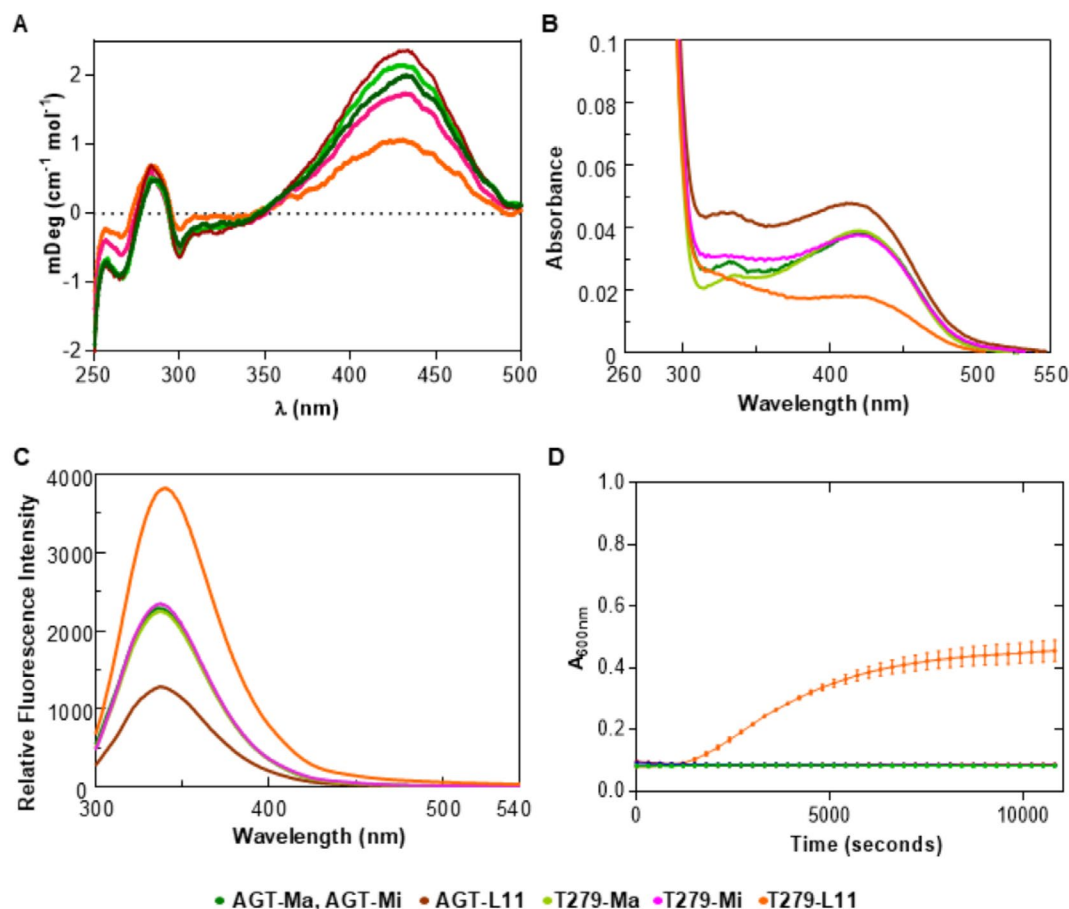 A
mDeg (cm⁻¹ mol⁻¹)
2
1
0
-1
-2
250 300 350 400 450 500
λ (nm)
B
Absorbance
0.1
0.08
0.06
0.04
0.02
0
260 300 400 500 550
Wavelength (nm)
C
Relative Fluorescence Intensity
4000
3000
2000
1000
0
300 400 500 540
Wavelength (nm)
D
A600nm
1.0
0.8
0.6
0.4
0.2
0.0
0 5000 10000
Time (seconds)
• AGT-Ma, AGT-Mi • AGT-L11 • T279-Ma • T279-Mi • T279-L11